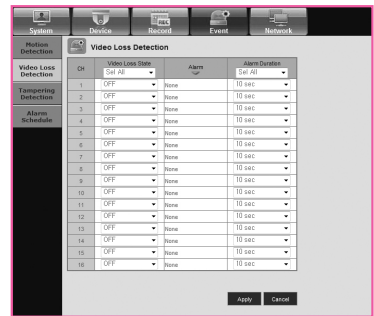 System Device Record Event Network
REC
Motion Detection
Video Loss Detection
Tampering Detection
Alarm Schedule
Video Loss Detection
CH Video Loss State Alarm Alarm Duration
Sel All Sel All
1 OFF None 10 sec
2 OFF None 10 sec
3 OFF None 10 sec
4 OFF None 10 sec
5 OFF None 10 sec
6 OFF None 10 sec
7 OFF None 10 sec
8 OFF None 10 sec
9 OFF None 10 sec
10 OFF None 10 sec
11 OFF None 10 sec
12 OFF None 10 sec
13 OFF None 10 sec
14 OFF None 10 sec
15 OFF None 10 sec
16 OFF None 10 sec
Apply Cancel